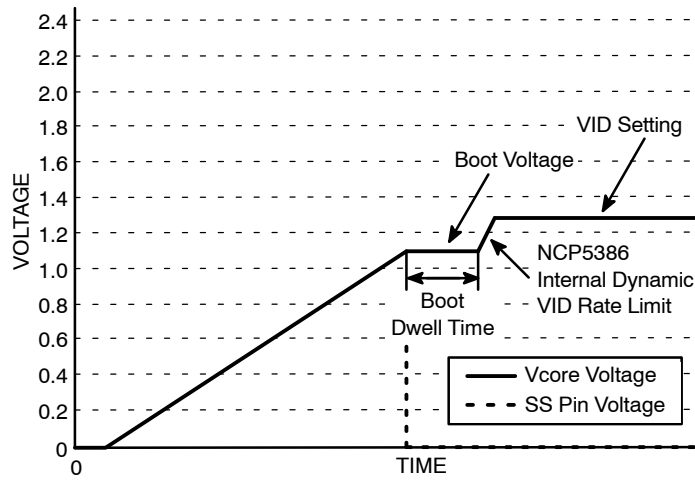 2.4
2.2
2.0
1.8
1.6
1.4
1.2
1.0
0.8
0.6
0.4
0.2
0
0
VOLTAGE
TIME
VID Setting
Boot Voltage
NCP5386
Internal Dynamic
VID Rate Limit
Boot
Dwell Time
Vcore Voltage
SS Pin Voltage